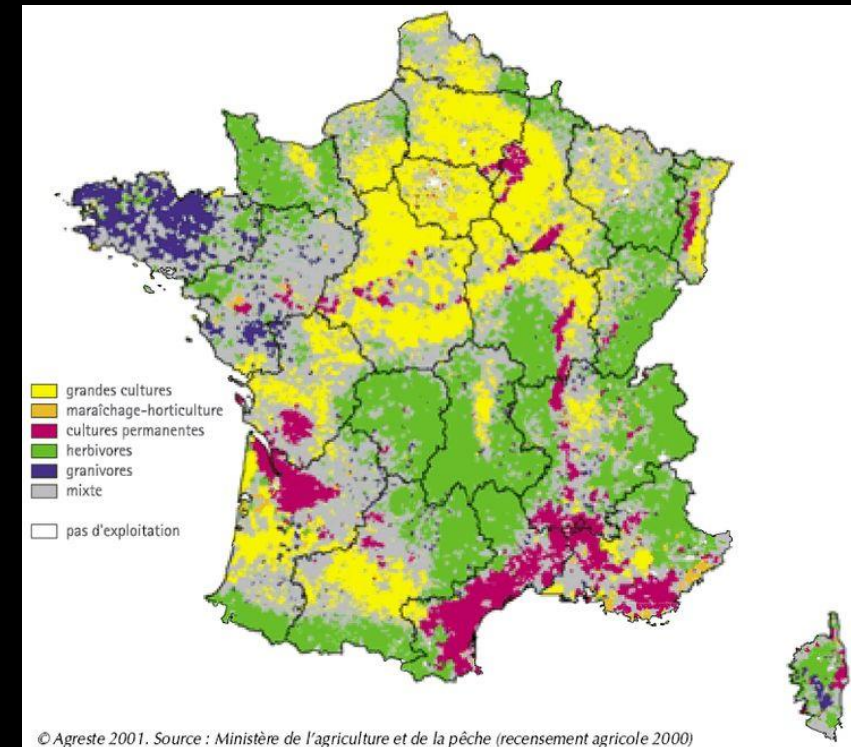 grandes cultures
maraîchage-horticulture
cultures permanentes
herbivores
granivores
mixte
pas d'exploitation
© Agreste 2001. Source : Ministère de l'agriculture et de la pêche (recensement agricole 2000)